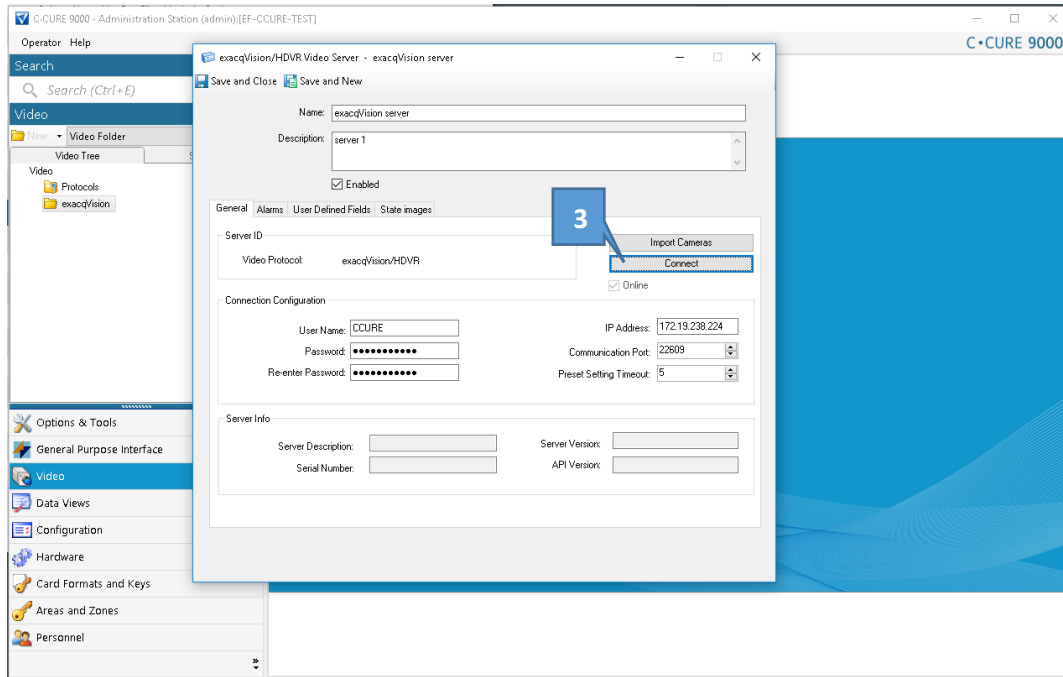 C-CURE 9000 - Administration Station (admin):[EF-CCURE-TEST]
Operator Help
C•CURE 9000
Search
Search (Ctrl+E)
Video
New Video Folder
Video Tree S
Video
Protocols
exacqVision
Options & Tools
General Purpose Interface
Video
Data Views
Configuration
Hardware
Card Formats and Keys
Areas and Zones
Personnel
exacqVision/HDVR Video Server - exacqVision server
Save and Close Save and New
Name: exacqVision server
Description: server 1
Enabled
General Alarms User Defined Fields State images
3
Server ID
Video Protocol: exacqVision/HDVR
Import Cameras
Connect
Online
Connection Configuration
User Name: CCURE
IP Address: 172.19.238.224
Password: •••••••••••
Communication Port: 22609
Re-enter Password: •••••••••••
Preset Setting Timeout: 5
Server Info
Server Description:
Server Version:
Serial Number:
API Version: